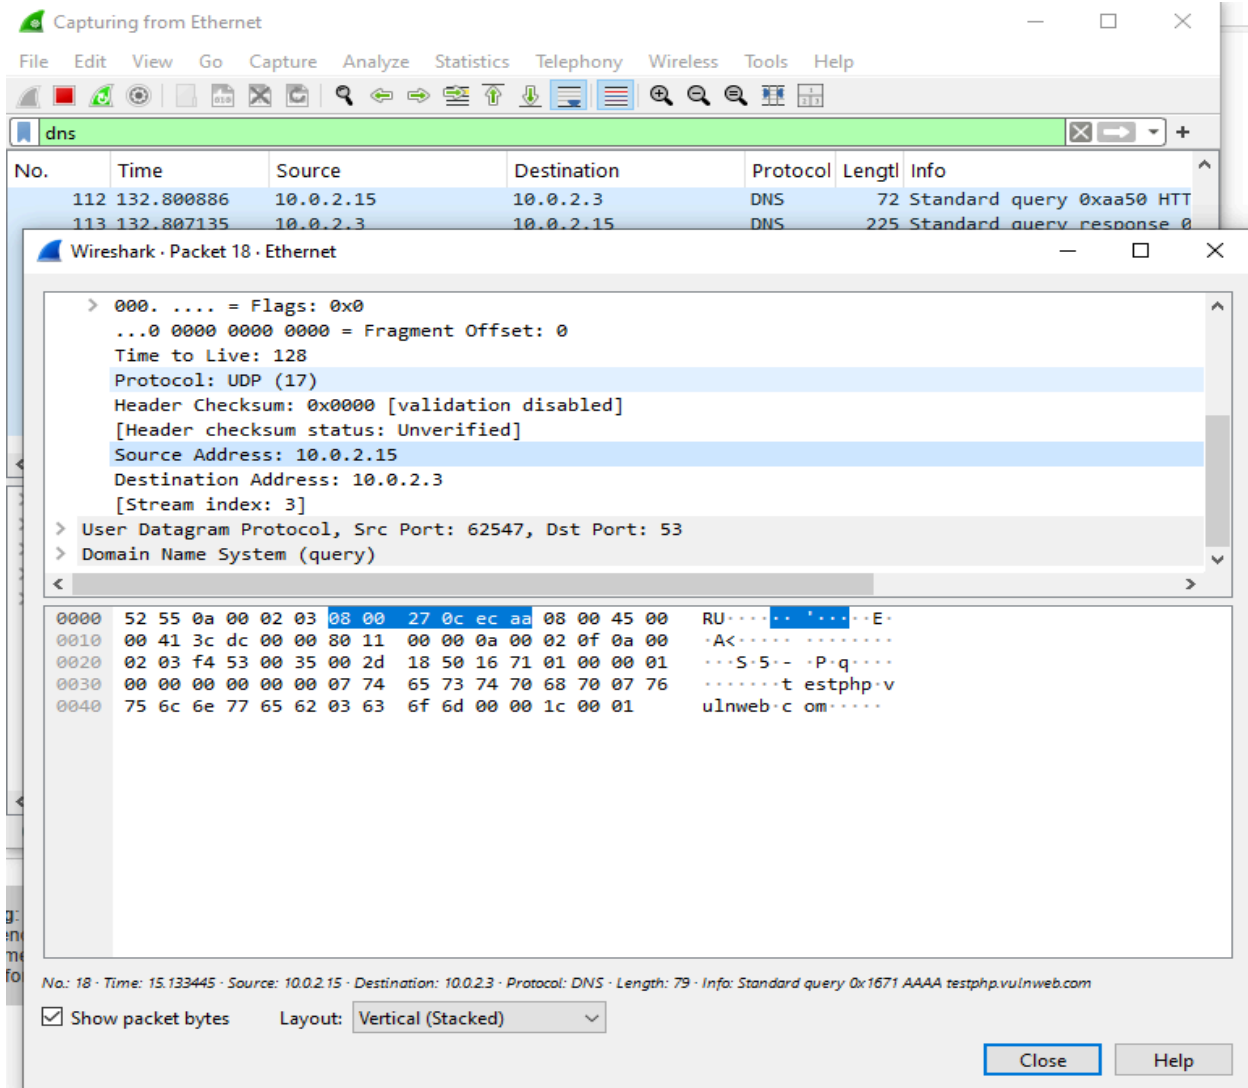 Capturing from Ethernet
File Edit View Go Capture Analyze Statistics Telephony Wireless Tools Help
dns
No. Time Source Destination Protocol Lengtl Info
112 132.800886 10.0.2.15 10.0.2.3 DNS 72 Standard query 0xaa50 HTT
113 132.807135 10.0.2.3 10.0.2.15 DNS 225 Standard query response 0
Wireshark · Packet 18 · Ethernet
000. .... = Flags: 0x0
...0 0000 0000 0000 = Fragment Offset: 0
Time to Live: 128
Protocol: UDP (17)
Header Checksum: 0x0000 [validation disabled]
[Header checksum status: Unverified]
Source Address: 10.0.2.15
Destination Address: 10.0.2.3
[Stream index: 3]
User Datagram Protocol, Src Port: 62547, Dst Port: 53
Domain Name System (query)
0000 52 55 0a 00 02 03 08 00 27 0c ec aa 08 00 45 00 RU······ '·····E·
0010 00 41 3c dc 00 00 80 11 00 00 0a 00 02 0f 0a 00 ·A<····· ········
0020 02 03 f4 53 00 35 00 2d 18 50 16 71 01 00 00 01 ···S·5·- ·P·q····
0030 00 00 00 00 00 00 07 74 65 73 74 70 68 70 07 76 ·······t estphp·v
0040 75 6c 6e 77 65 62 03 63 6f 6d 00 00 1c 00 01 ulnweb·c om·····
No.: 18 · Time: 15.133445 · Source: 10.0.2.15 · Destination: 10.0.2.3 · Protocol: DNS · Length: 79 · Info: Standard query 0x1671 AAAA testphp.vulnweb.com
Show packet bytes Layout: Vertical (Stacked)
Close Help